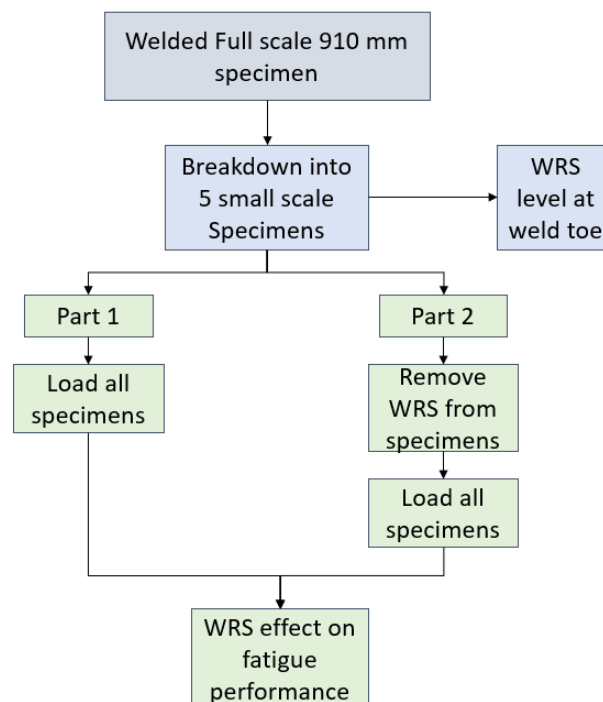 Welded Full scale 910 mm
specimen
Breakdown into
5 small scale
Specimens
WRS
level at
weld toe
Part 1
Part 2
Load all
specimens
Remove
WRS from
specimens
Load all
specimens
WRS effect on
fatigue
performance